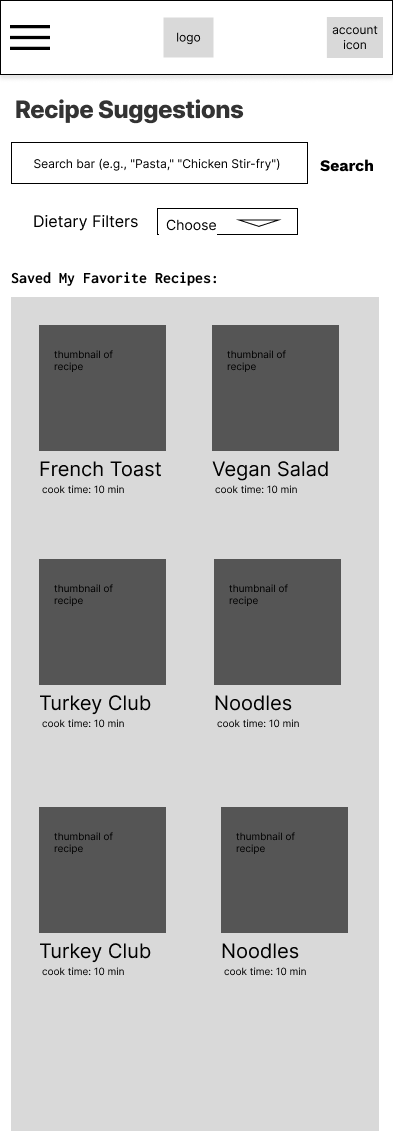 logo
account
icon
Recipe Suggestions
Search bar (e.g., "Pasta," "Chicken Stir-fry")
Search
Dietary Filters
Choose
Saved My Favorite Recipes:
thumbnail of
recipe
French Toast
cook time: 10 min
thumbnail of
recipe
Vegan Salad
cook time: 10 min
thumbnail of
recipe
Turkey Club
cook time: 10 min
thumbnail of
recipe
Noodles
cook time: 10 min
thumbnail of
recipe
Turkey Club
cook time: 10 min
thumbnail of
recipe
Noodles
cook time: 10 min